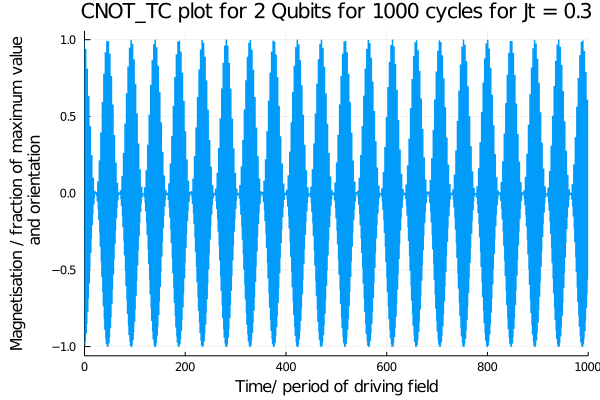 CNOT_TC plot for 2 Qubits for 1000 cycles for Jt = 0.3
Magnetisation / fraction of maximum value
and orientation
1.0
0.5
0.0
−0.5
−1.0
0
200
400
600
800
1000
Time/ period of driving field